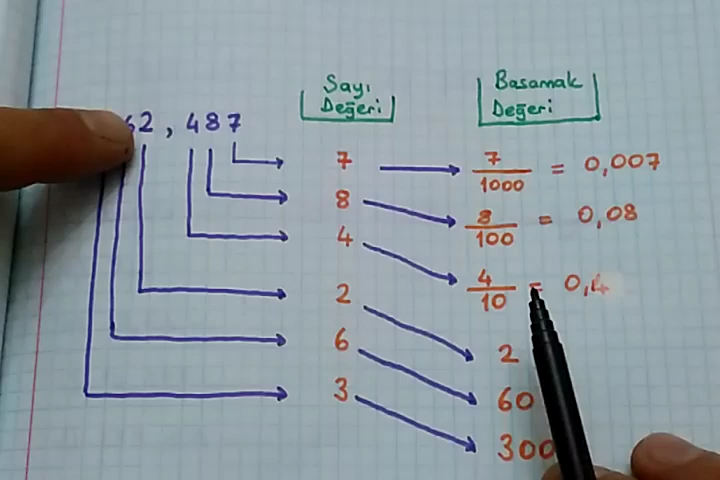 Sayı Değeri
Basamak Değeri
62,487
7 7/1000 = 0,007
8 8/100 = 0,08
4 4/10 = 0,4
2 2
6 60
3 300